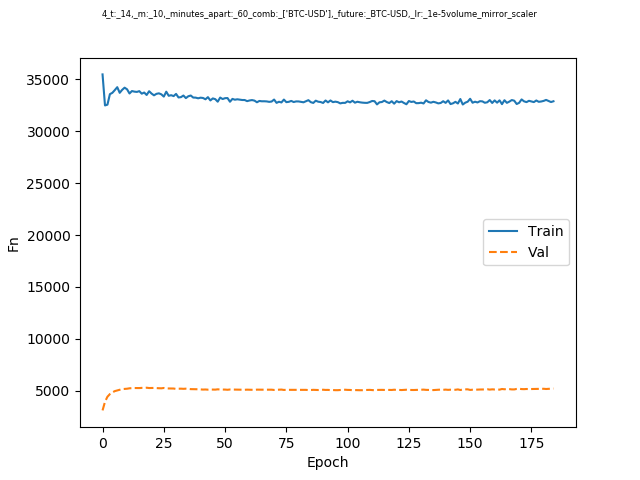 4_t:_14,_m:_10,_minutes_apart:_60_comb:_['BTC-USD'],_future:_BTC-USD,_lr:_1e-5volume_mirror_scaler
35000
30000
25000
20000
15000
10000
5000
Fn
Train
Val
0 25 50 75 100 125 150 175
Epoch